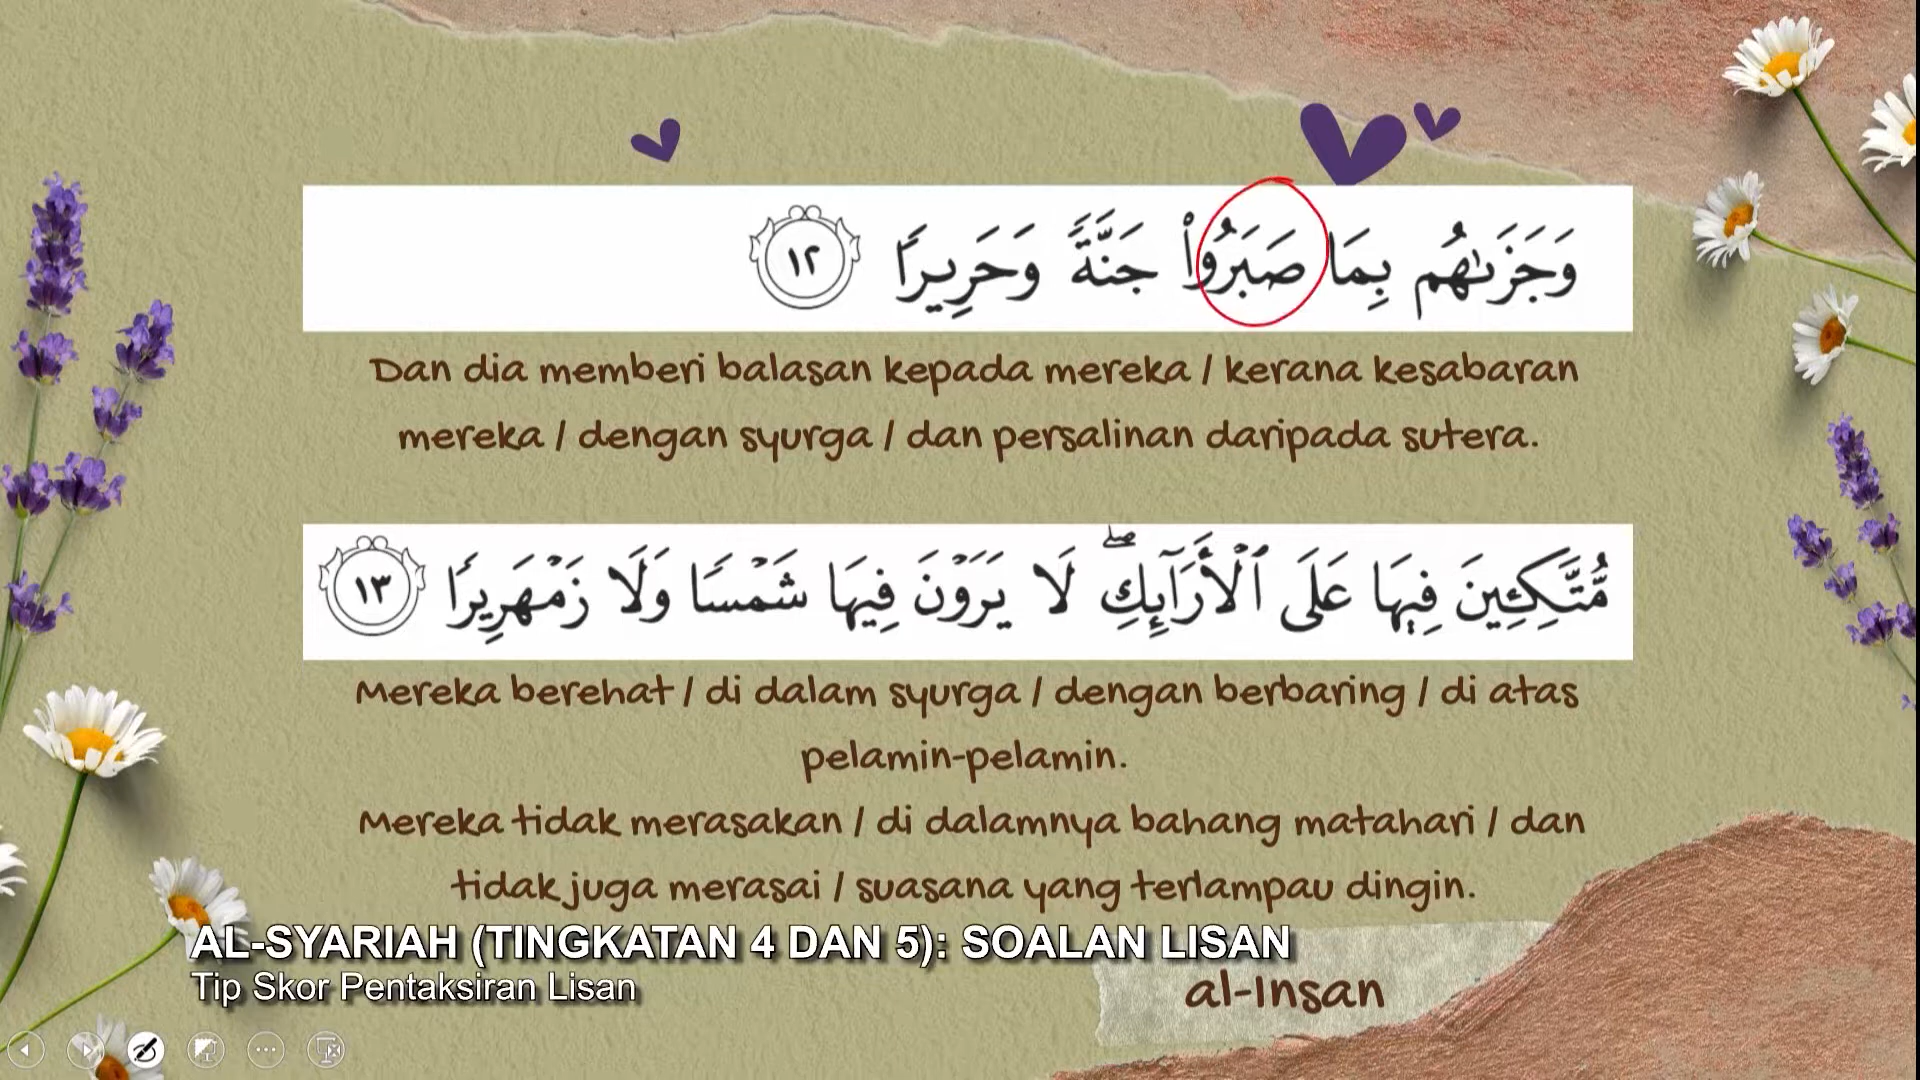 وَجَزَىٰهُم بِمَا صَبَرُوا۟ جَنَّةً وَحَرِيرًا ١٢
Dan dia memberi balasan kepada mereka / kerana kesabaran
mereka / dengan syurga / dan persalinan daripada sutera.
مُّتَّكِـِٔينَ فِيهَا عَلَى ٱلْأَرَآئِكِ ۖ لَا يَرَوْنَ فِيهَا شَمْسًا وَلَا زَمْهَرِيرًا ١٣
Mereka berehat / di dalam syurga / dengan berbaring / di atas
pelamin-pelamin.
Mereka tidak merasakan / di dalamnya bahang matahari / dan
tidak juga merasai / suasana yang terlampau dingin.
AL-SYARIAH (TINGKATAN 4 DAN 5): SOALAN LISAN
Tip Skor Pentaksiran Lisan
al-Insan